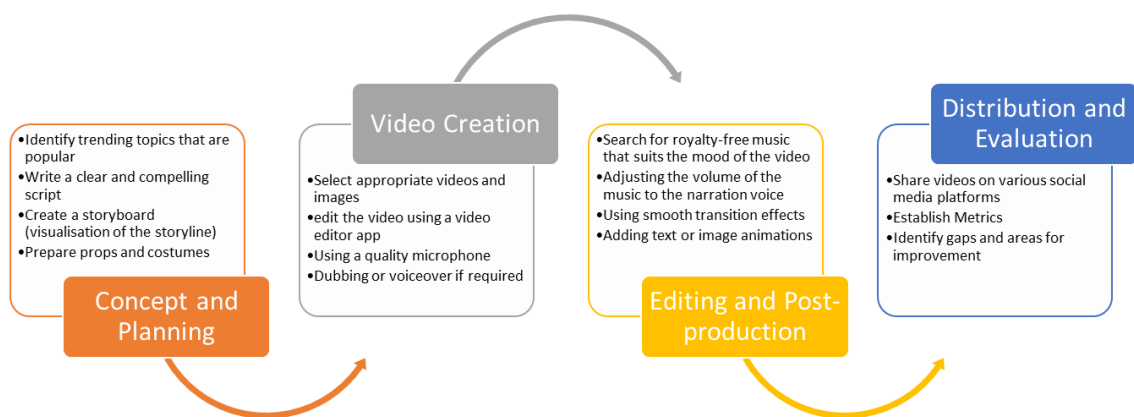 •Identify trending topics that are
popular
•Write a clear and compelling
script
•Create a storyboard
(visualisation of the storyline)
•Prepare props and costumes
Concept and
Planning
Video Creation
•Select appropriate videos and
images
•edit the video using a video
editor app
•Using a quality microphone
•Dubbing or voiceover if required
•Search for royalty-free music
that suits the mood of the video
•Adjusting the volume of the
music to the narration voice
•Using smooth transition effects
•Adding text or image animations
Editing and Post-
production
Distribution and
Evaluation
•Share videos on various social
media platforms
•Establish Metrics
•Identify gaps and areas for
improvement